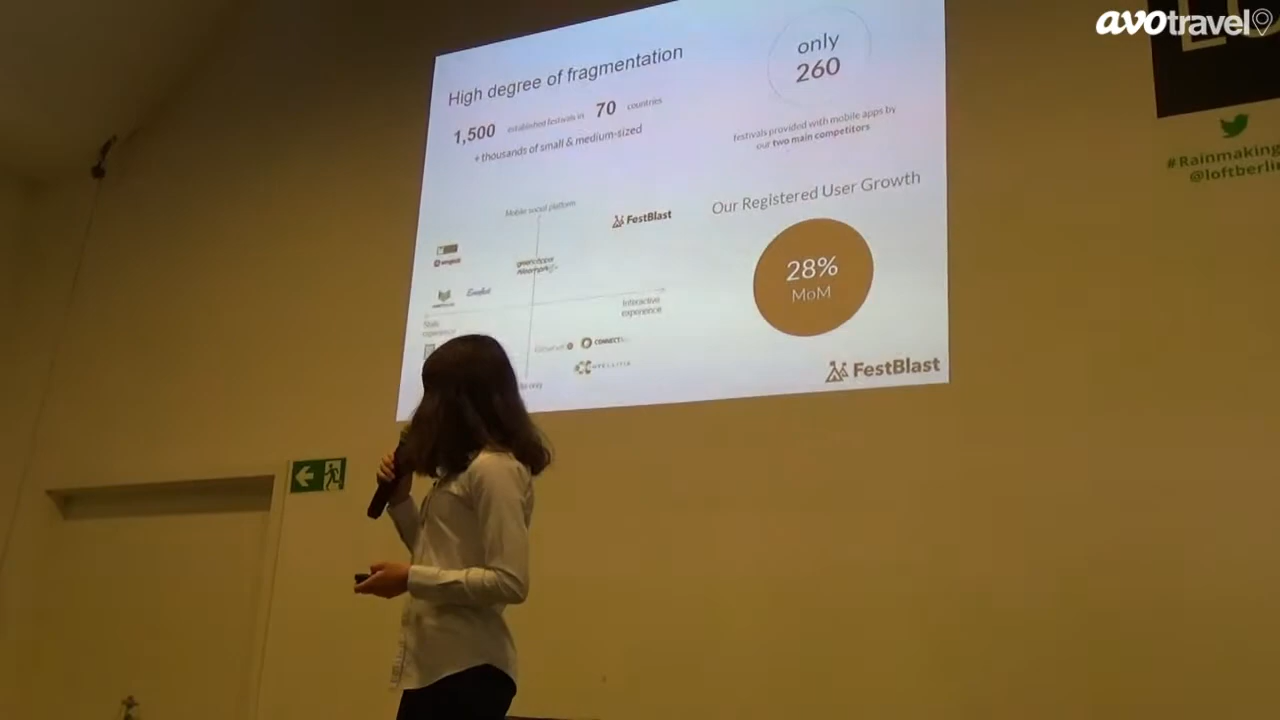 avotravel
High degree of fragmentation
1,500 established festivals in 70 countries
+ thousands of small & medium-sized
only
260
festivals provided with mobile apps by
our two main competitors
Our Registered User Growth
28%
MoM
Mobile social platform
FestBlast
greencopper
Interactive
experience
Static
experience
CONNECT
FestBlast
#Rainmaking
@loftberlin